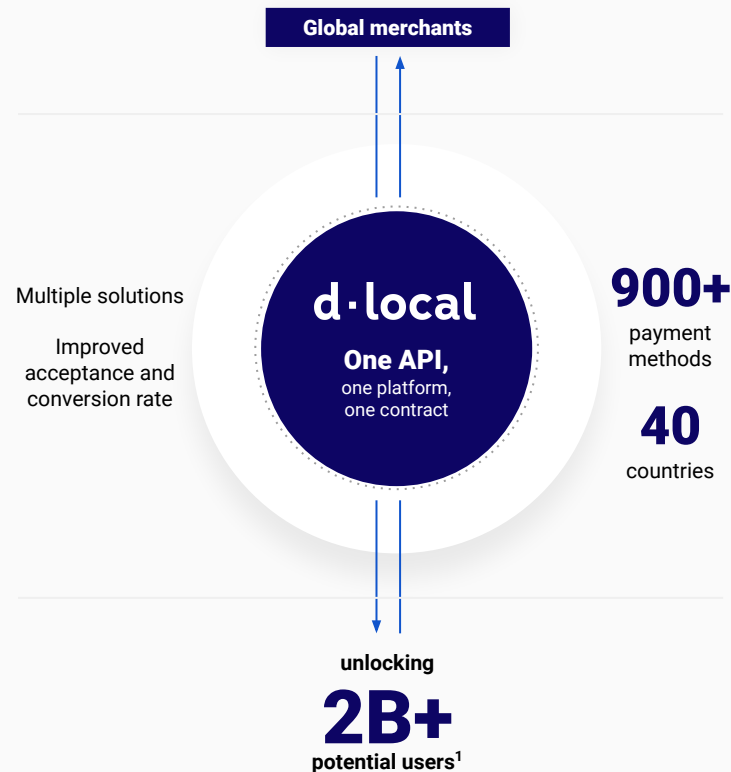 Global merchants
Multiple solutions
Improved
acceptance and
conversion rate
d·local
One API,
one platform,
one contract
900+
payment
methods
40
countries
unlocking
2B+
potential users¹